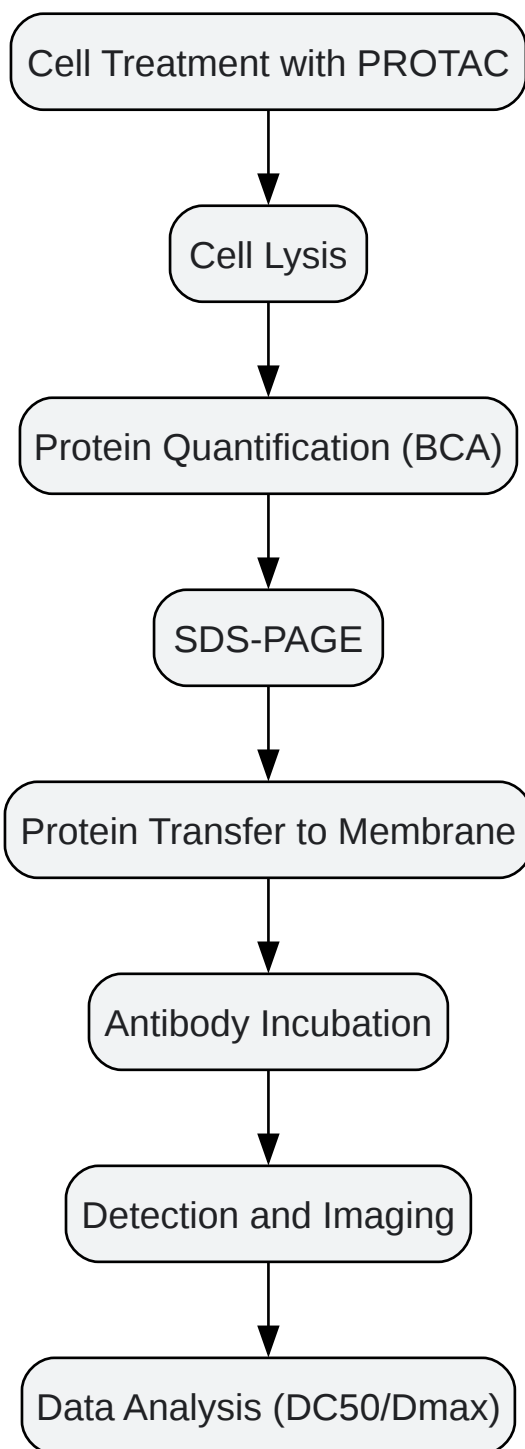 Cell Treatment with PROTAC
Cell Lysis
Protein Quantification (BCA)
SDS-PAGE
Protein Transfer to Membrane
Antibody Incubation
Detection and Imaging
Data Analysis (DC50/Dmax)